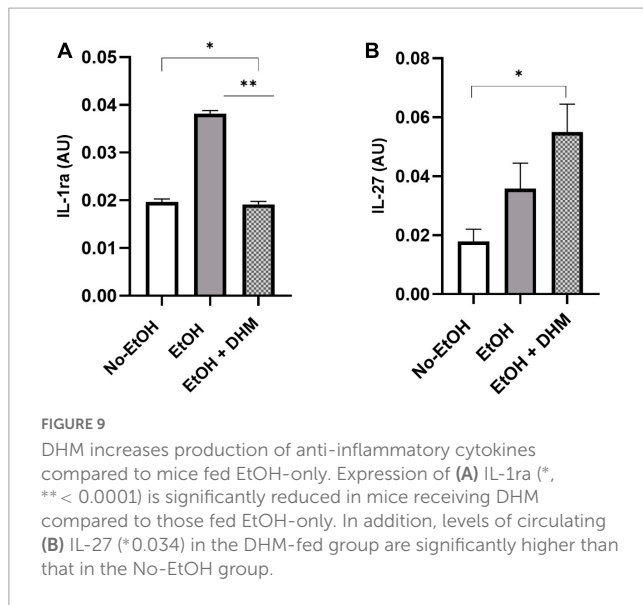 A
*
**
IL-1ra (AU)
0.05
0.04
0.03
0.02
0.01
0.00
No-EtOH
EtOH
EtOH + DHM
B
*
IL-27 (AU)
0.08
0.06
0.04
0.02
0.00
No-EtOH
EtOH
EtOH + DHM
FIGURE 9
DHM increases production of anti-inflammatory cytokines
compared to mice fed EtOH-only. Expression of (A) IL-1ra (*,
**< 0.0001) is significantly reduced in mice receiving DHM
compared to those fed EtOH-only. In addition, levels of circulating
(B) IL-27 (*0.034) in the DHM-fed group are significantly higher than
that in the No-EtOH group.